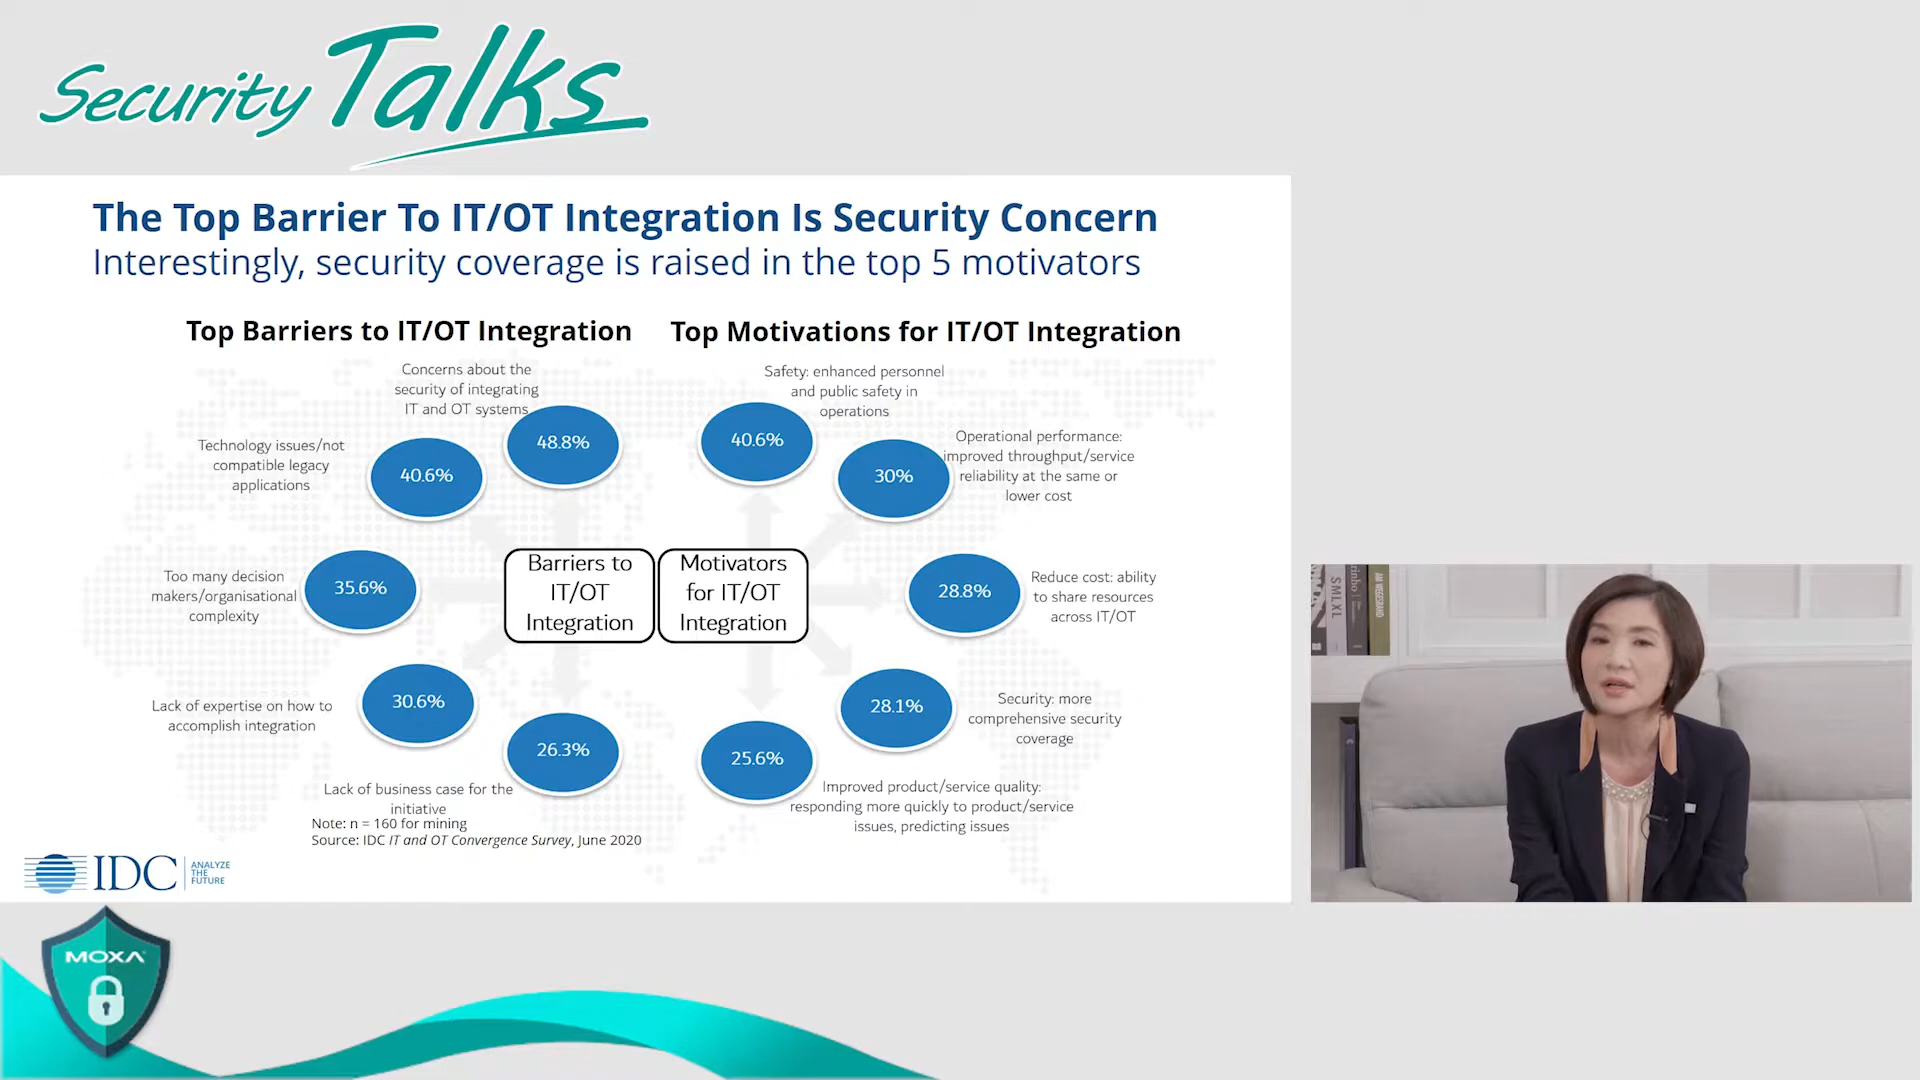 Security Talks
The Top Barrier To IT/OT Integration Is Security Concern
Interestingly, security coverage is raised in the top 5 motivators
Top Barriers to IT/OT Integration
Top Motivations for IT/OT Integration
Concerns about the
security of integrating
IT and OT systems
48.8%
Technology issues/not
compatible legacy
applications
40.6%
Too many decision
makers/organisational
complexity
35.6%
Lack of expertise on how to
accomplish integration
30.6%
26.3%
Lack of business case for the
initiative
Barriers to
IT/OT
Integration
Motivators
for IT/OT
Integration
Safety: enhanced personnel
and public safety in
operations
40.6%
30%
Operational performance:
improved throughput/service
reliability at the same or
lower cost
28.8%
Reduce cost: ability
to share resources
across IT/OT
28.1%
Security: more
comprehensive security
coverage
25.6%
Improved product/service quality:
responding more quickly to product/service
issues, predicting issues
Note: n = 160 for mining
Source: IDC IT and OT Convergence Survey, June 2020
IDC
ANALYZE
THE
FUTURE
MOXA
SMLXL